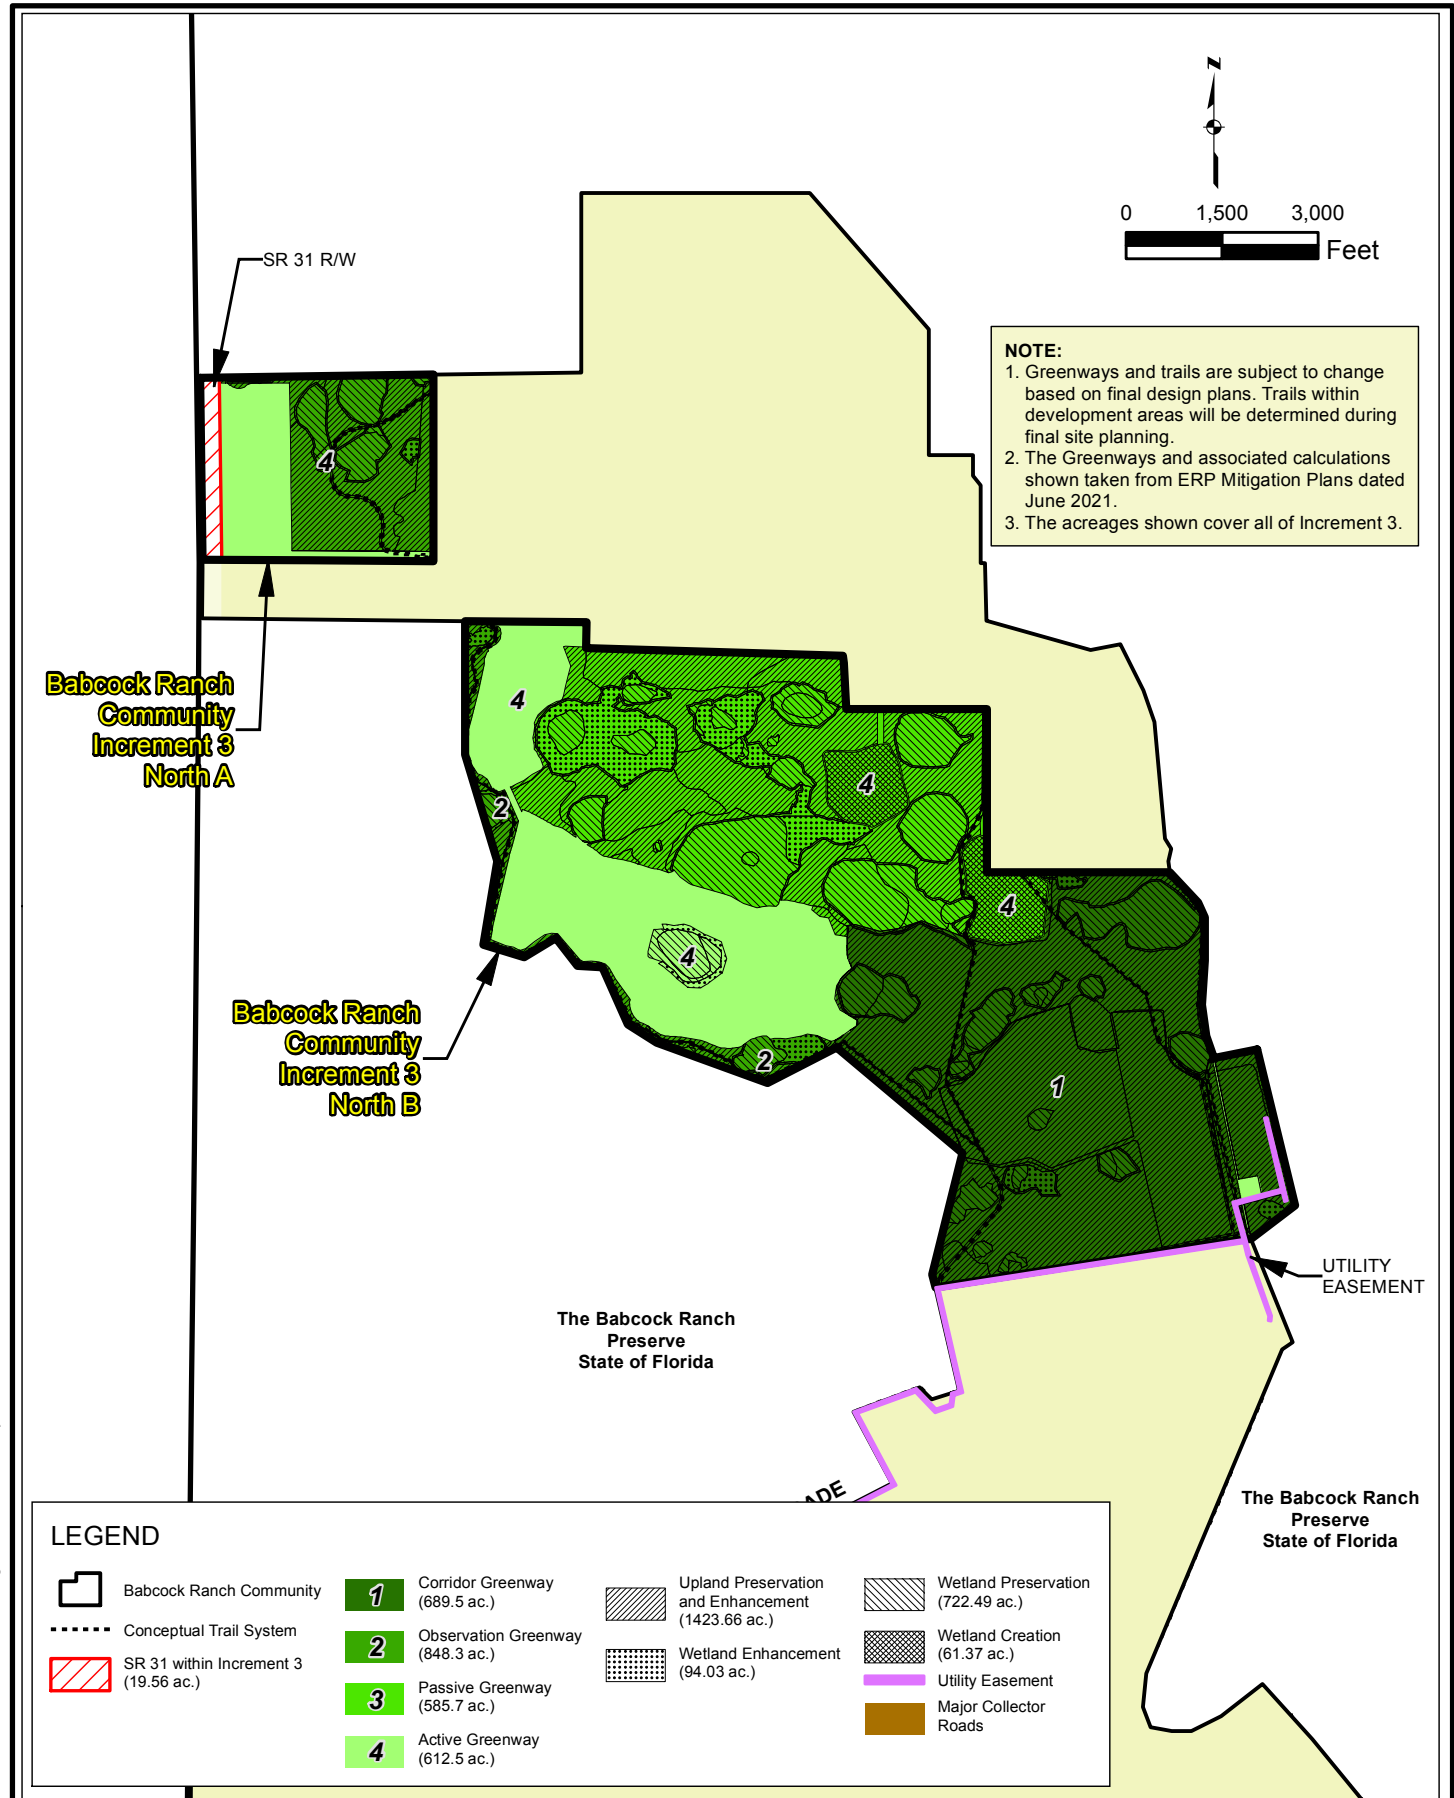 N
0 1,500 3,000
Feet
SR 31 R/W
NOTE:
1. Greenways and trails are subject to change
based on final design plans. Trails within
development areas will be determined during
final site planning.
2. The Greenways and associated calculations
shown taken from ERP Mitigation Plans dated
June 2021.
3. The acreages shown cover all of Increment 3.
4
Babcock Ranch
Community
Increment 3
North A
4
4
2
4
4
Babcock Ranch
Community
Increment 3
North B
2
1
UTILITY
EASEMENT
The Babcock Ranch
Preserve
State of Florida
ADE
The Babcock Ranch
Preserve
State of Florida
LEGEND
Babcock Ranch Community
Conceptual Trail System
SR 31 within Increment 3
(19.56 ac.)
1
Corridor Greenway
(689.5 ac.)
2
Observation Greenway
(848.3 ac.)
3
Passive Greenway
(585.7 ac.)
4
Active Greenway
(612.5 ac.)
Upland Preservation
and Enhancement
(1423.66 ac.)
Wetland Enhancement
(94.03 ac.)
Wetland Preservation
(722.49 ac.)
Wetland Creation
(61.37 ac.)
Utility Easement
Major Collector
Roads